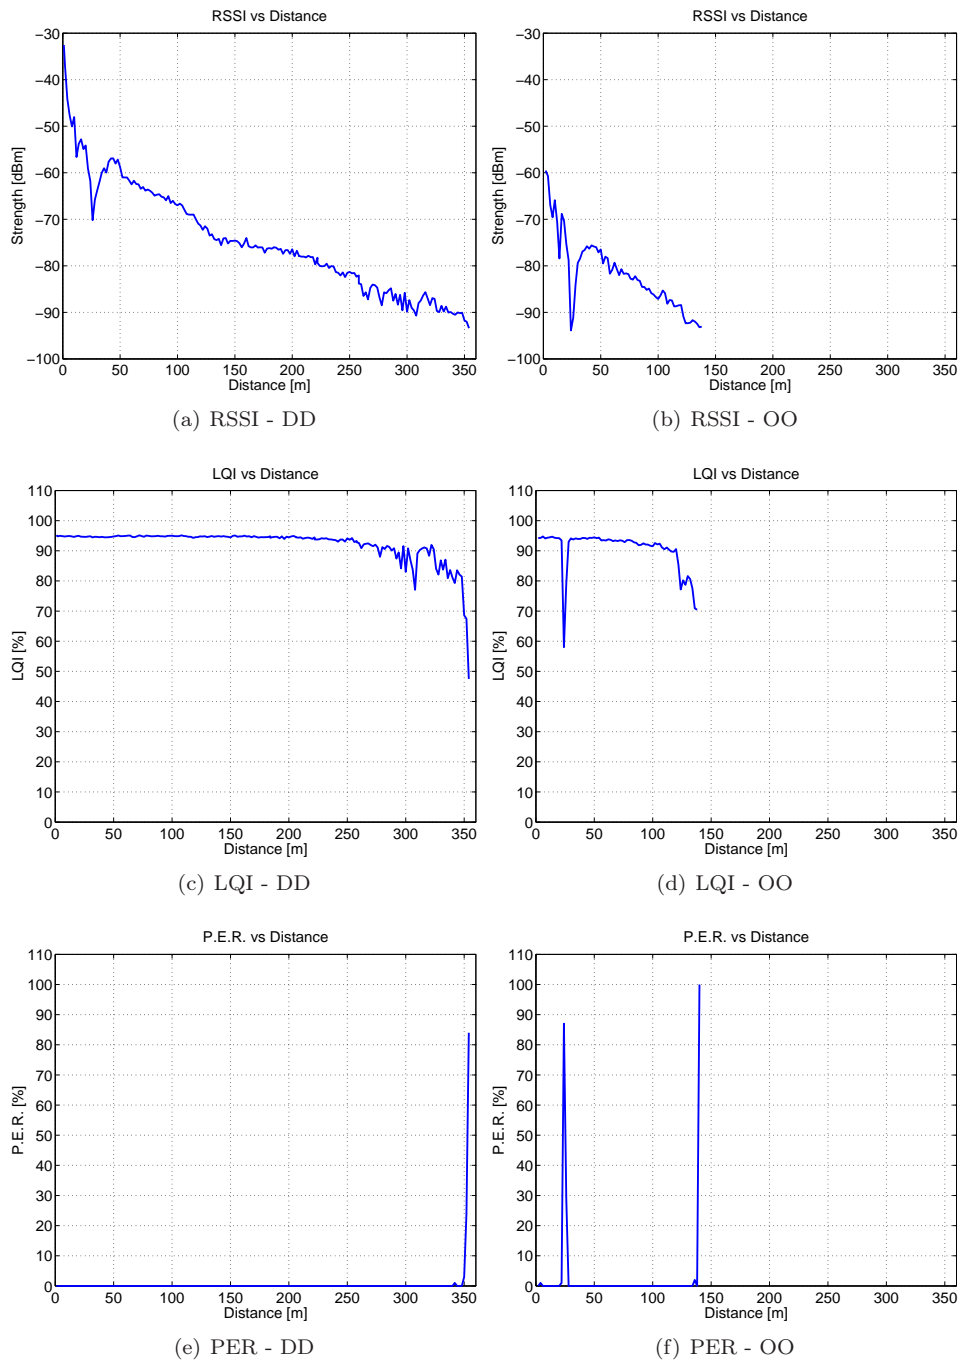 RSSI vs Distance
−30
−40
−50
−60
−70
−80
−90
−100
Strength [dBm]
0 50 100 150 200 250 300 350
Distance [m]
(a) RSSI - DD
RSSI vs Distance
−30
−40
−50
−60
−70
−80
−90
−100
Strength [dBm]
0 50 100 150 200 250 300 350
Distance [m]
(b) RSSI - OO
LQI vs Distance
110
100
90
80
70
60
50
40
30
20
10
0
LQI [%]
0 50 100 150 200 250 300 350
Distance [m]
(c) LQI - DD
LQI vs Distance
110
100
90
80
70
60
50
40
30
20
10
0
LQI [%]
0 50 100 150 200 250 300 350
Distance [m]
(d) LQI - OO
P.E.R. vs Distance
110
100
90
80
70
60
50
40
30
20
10
0
P.E.R. [%]
0 50 100 150 200 250 300 350
Distance [m]
(e) PER - DD
P.E.R. vs Distance
110
100
90
80
70
60
50
40
30
20
10
0
P.E.R. [%]
0 50 100 150 200 250 300 350
Distance [m]
(f) PER - OO